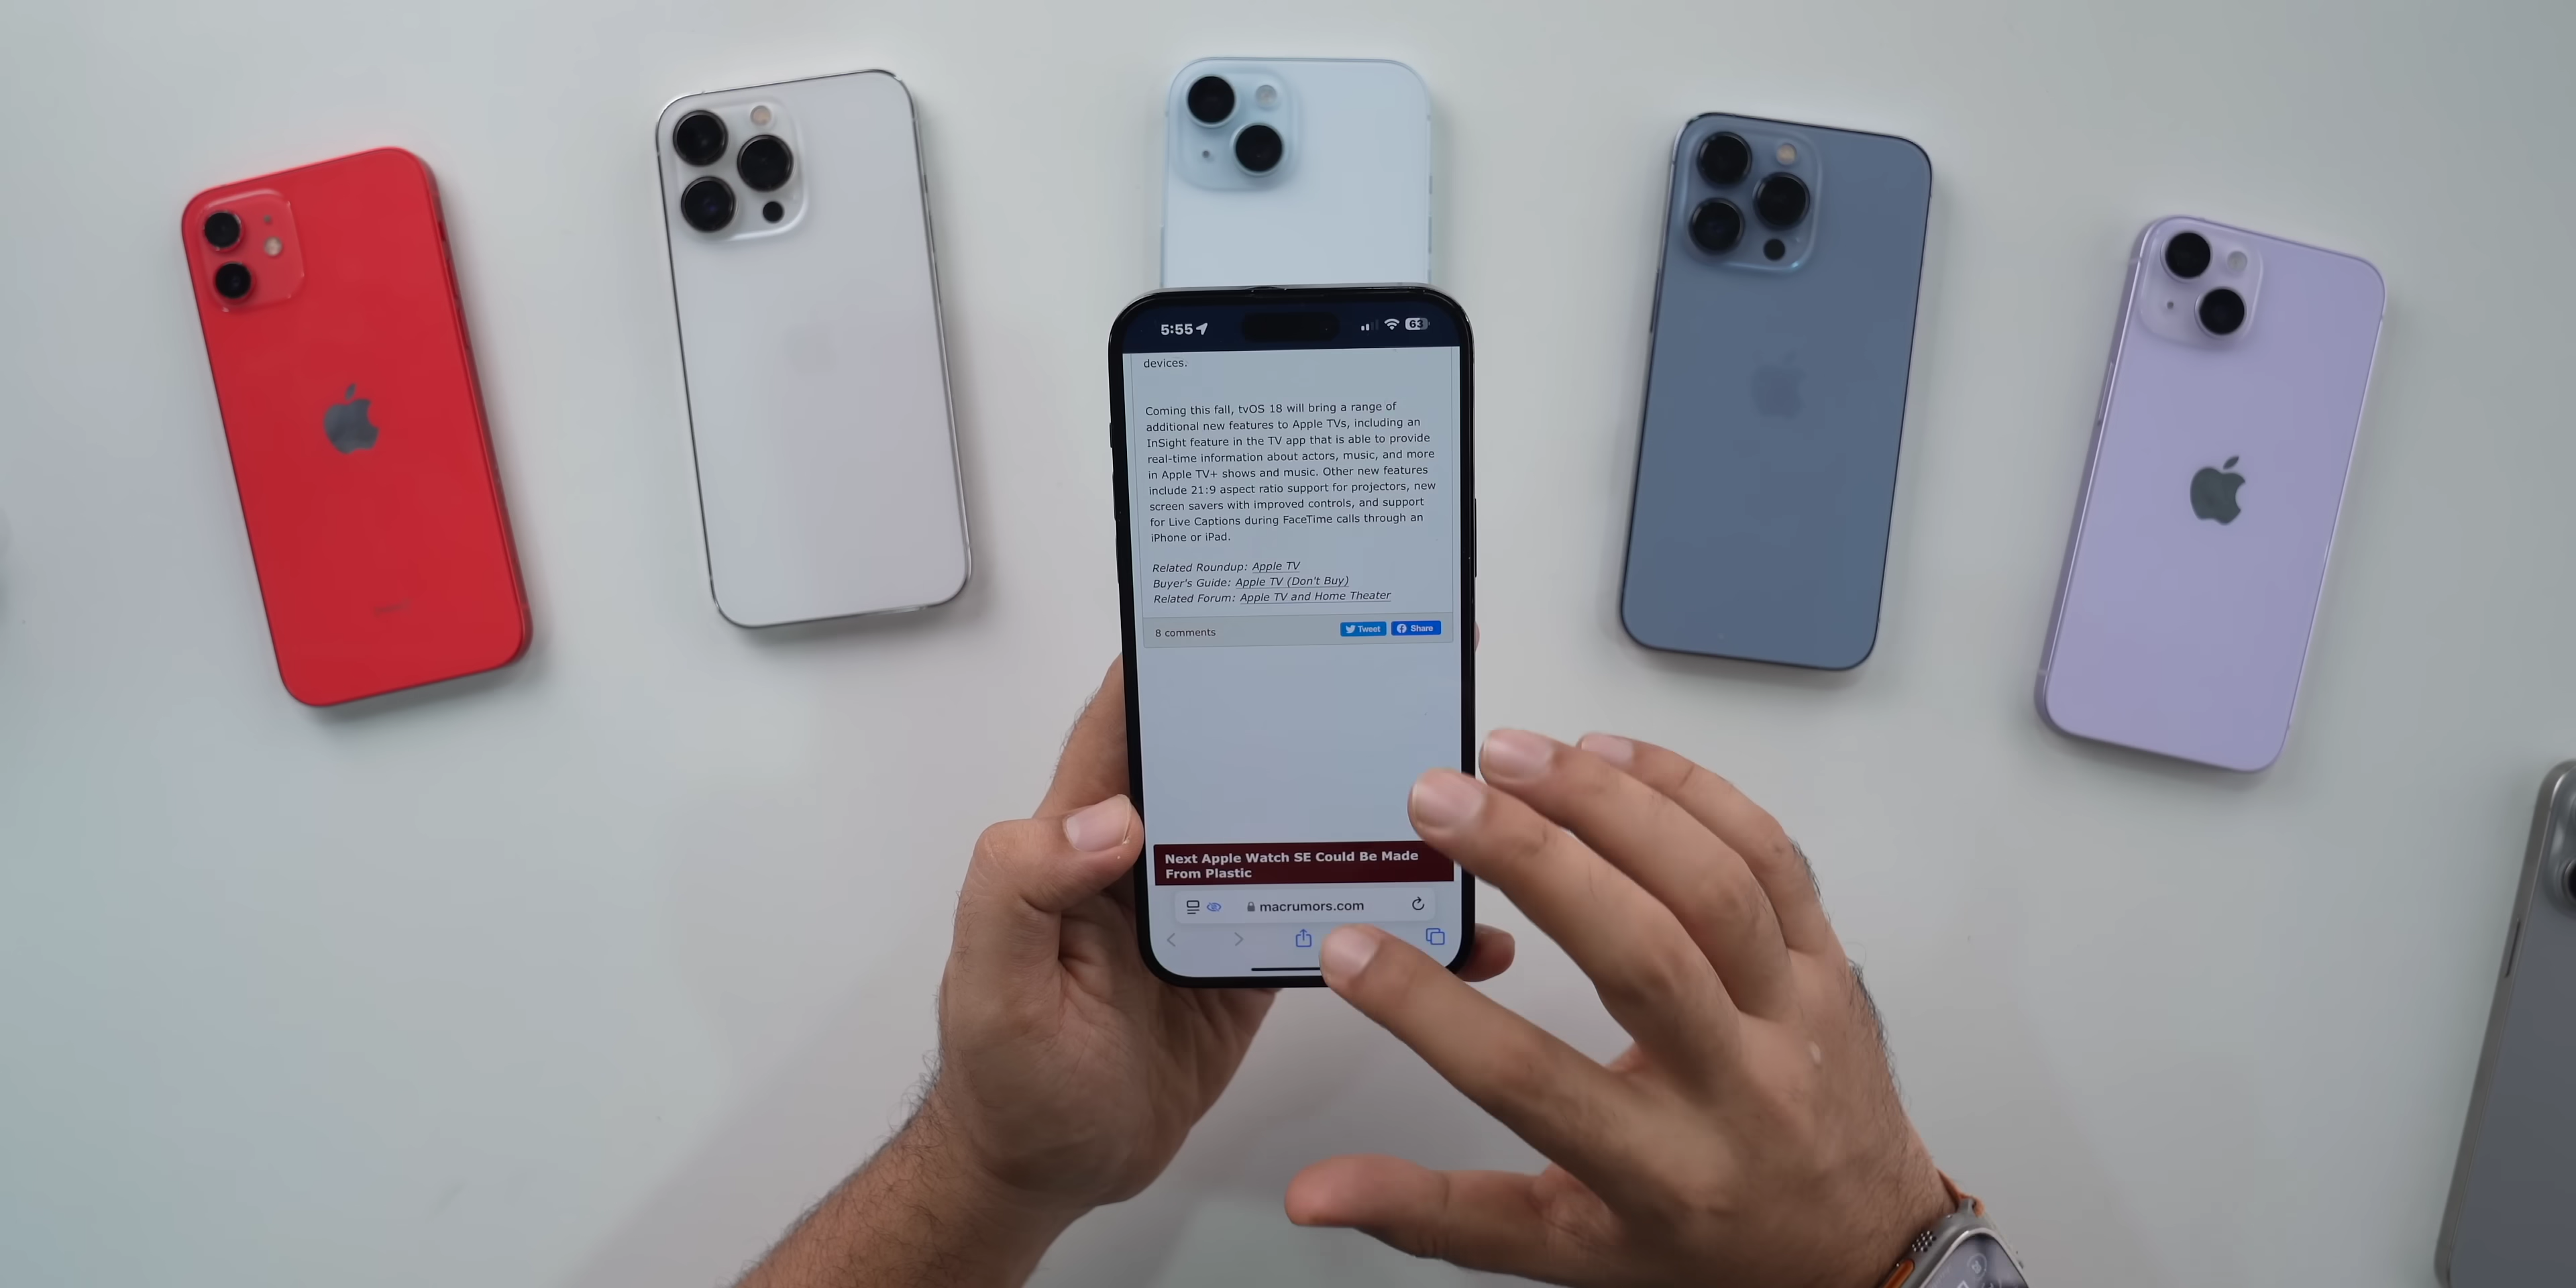 5:55
63
devices.
Coming this fall, tvOS 18 will bring a range of
additional new features to Apple TVs, including an
InSight feature in the TV app that is able to provide
real-time information about actors, music, and more
in Apple TV+ shows and music. Other new features
include 21:9 aspect ratio support for projectors, new
screen savers with improved controls, and support
for Live Captions during FaceTime calls through an
iPhone or iPad.
Related Roundup: Apple TV
Buyer's Guide: Apple TV (Don't Buy)
Related Forum: Apple TV and Home Theater
8 comments
Tweet
Share
Next Apple Watch SE Could Be Made
From Plastic
macrumors.com